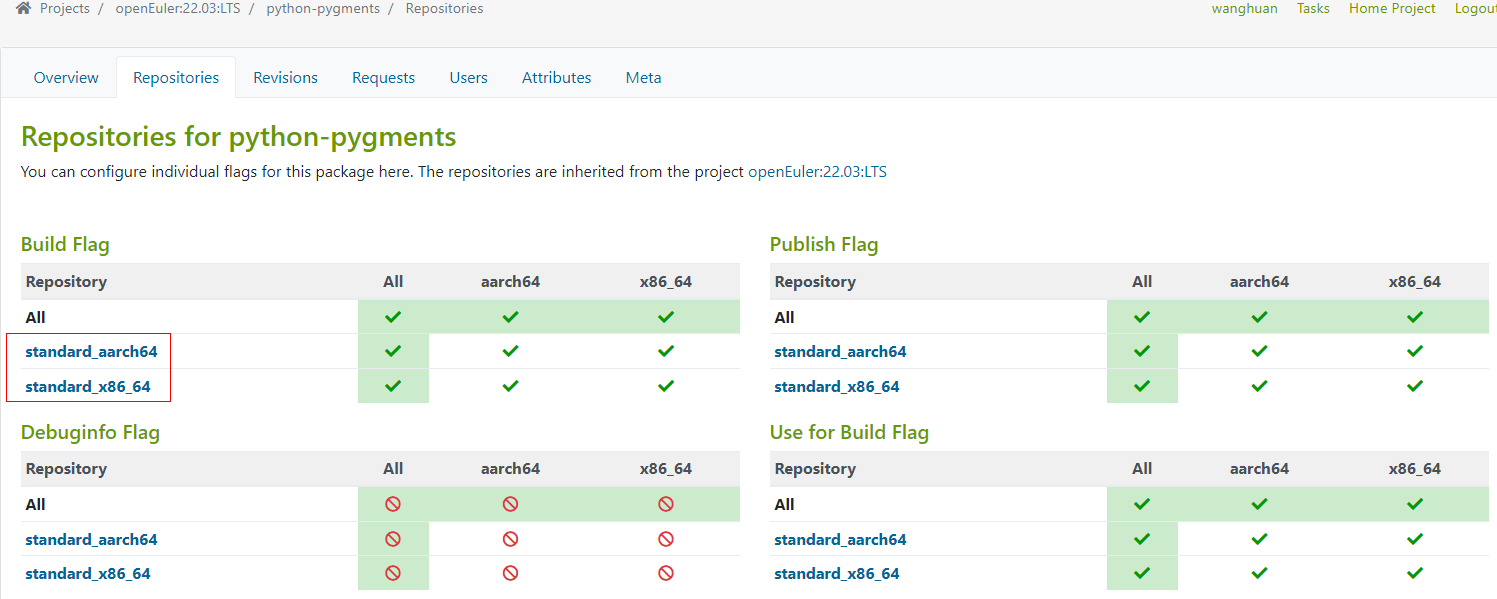 Projects / openEuler:22.03:LTS / python-pygments / Repositories
wanghuan Tasks Home Project Logout
Overview Repositories Revisions Requests Users Attributes Meta
Repositories for python-pygments
You can configure individual flags for this package here. The repositories are inherited from the project openEuler:22.03:LTS
Build Flag
Repository All aarch64 x86_64
All
standard_aarch64
standard_x86_64
Publish Flag
Repository All aarch64 x86_64
All
standard_aarch64
standard_x86_64
Debuginfo Flag
Repository All aarch64 x86_64
All
standard_aarch64
standard_x86_64
Use for Build Flag
Repository All aarch64 x86_64
All
standard_aarch64
standard_x86_64